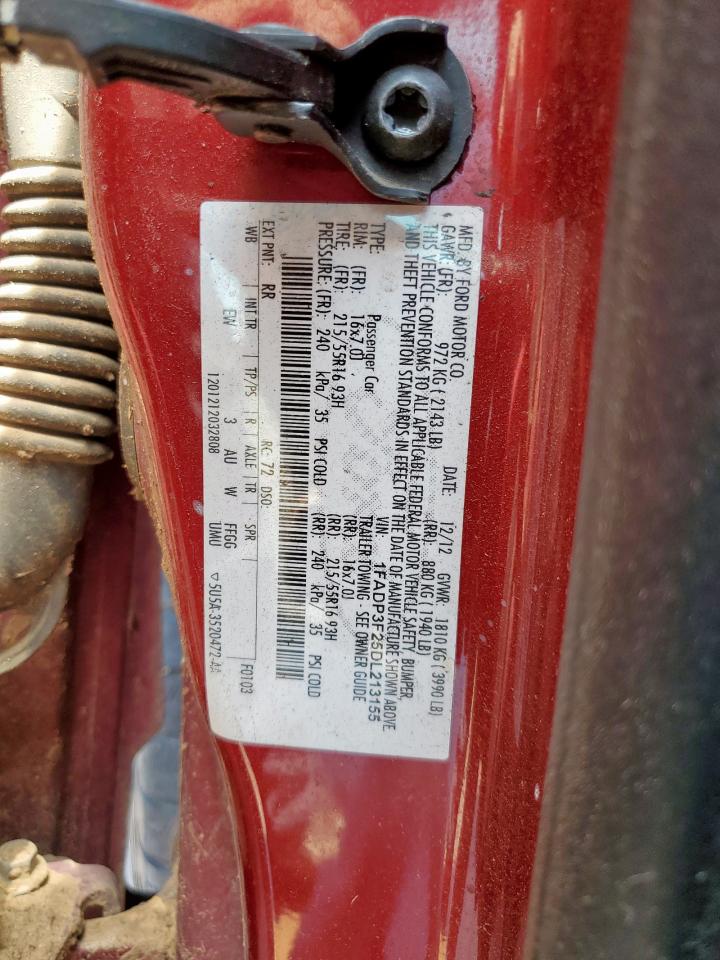 MFD. BY FORD MOTOR CO. DATE: 12/12 GVWR: 1810 KG ( 3990 LB)
GAWR: (FR): 972 KG ( 2143 LB) (RR): 880 KG ( 1940 LB)
THIS VEHICLE CONFORMS TO ALL APPLICABLE FEDERAL MOTOR VEHICLE SAFETY, BUMPER,
AND THEFT PREVENTION STANDARDS IN EFFECT ON THE DATE OF MANUFACTURE SHOWN ABOVE
VIN: 1FADP3F25DL213155
TYPE: Passenger Car TRAILER TOWING - SEE OWNER GUIDE
RIM: (FR): 16x7.0J (RR): 16x7.0J
TIRE: (FR): 215/55R16 93H (RR): 215/55R16 93H
PRESSURE: (FR): 240 kPa/ 35 PSI COLD (RR): 240 kPa/ 35 PSI COLD
EXT PNT: RR RC: 72 DSO: F0103
WB INT TR TP/PS R AXLE TR SPR
EW 3 AU W FFGG
1201212032808 UMU ▽5U5A-3520472-AA